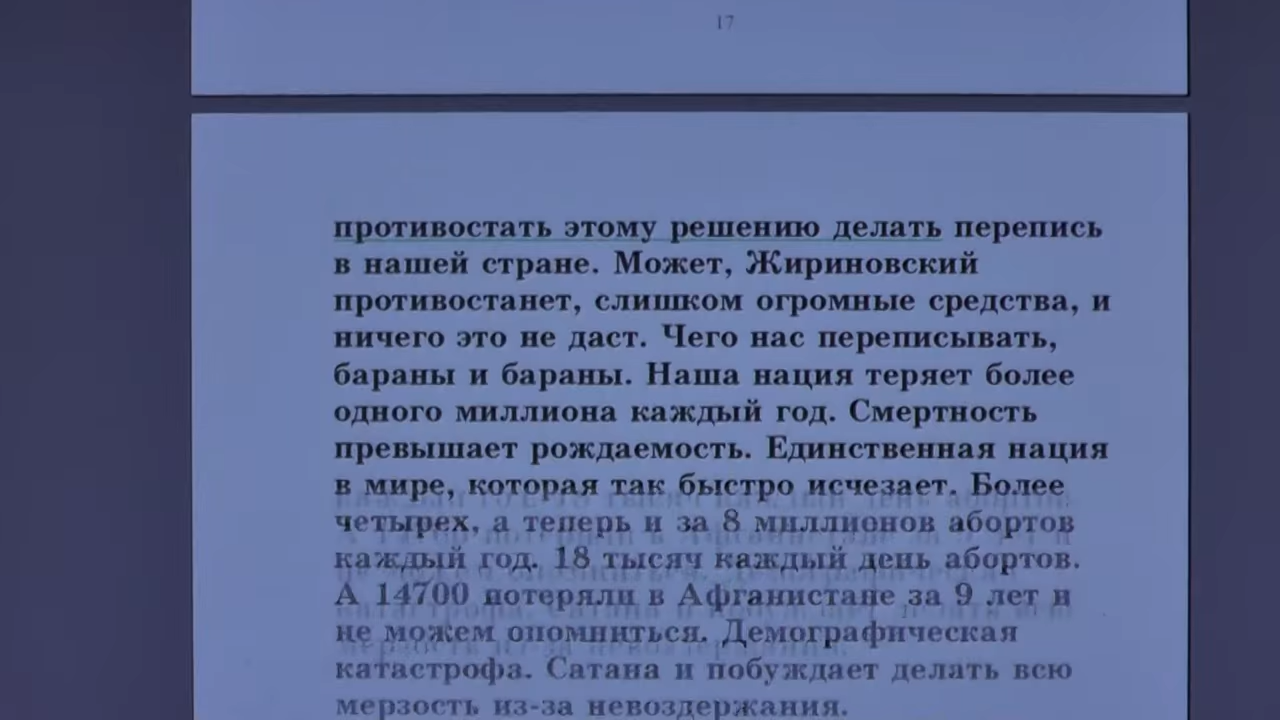 17
противостать этому решению делать перепись
в нашей стране. Может, Жириновский
противостанет, слишком огромные средства, и
ничего это не даст. Чего нас переписывать,
бараны и бараны. Наша нация теряет более
одного миллиона каждый год. Смертность
превышает рождаемость. Единственная нация
в мире, которая так быстро исчезает. Более
четырех, а теперь и за 8 миллионов абортов
каждый год. 18 тысяч каждый день абортов.
А 14700 потеряли в Афганистане за 9 лет и
не можем опомниться. Демографическая
катастрофа. Сатана и побуждает делать всю
мерзость из-за невоздержания.